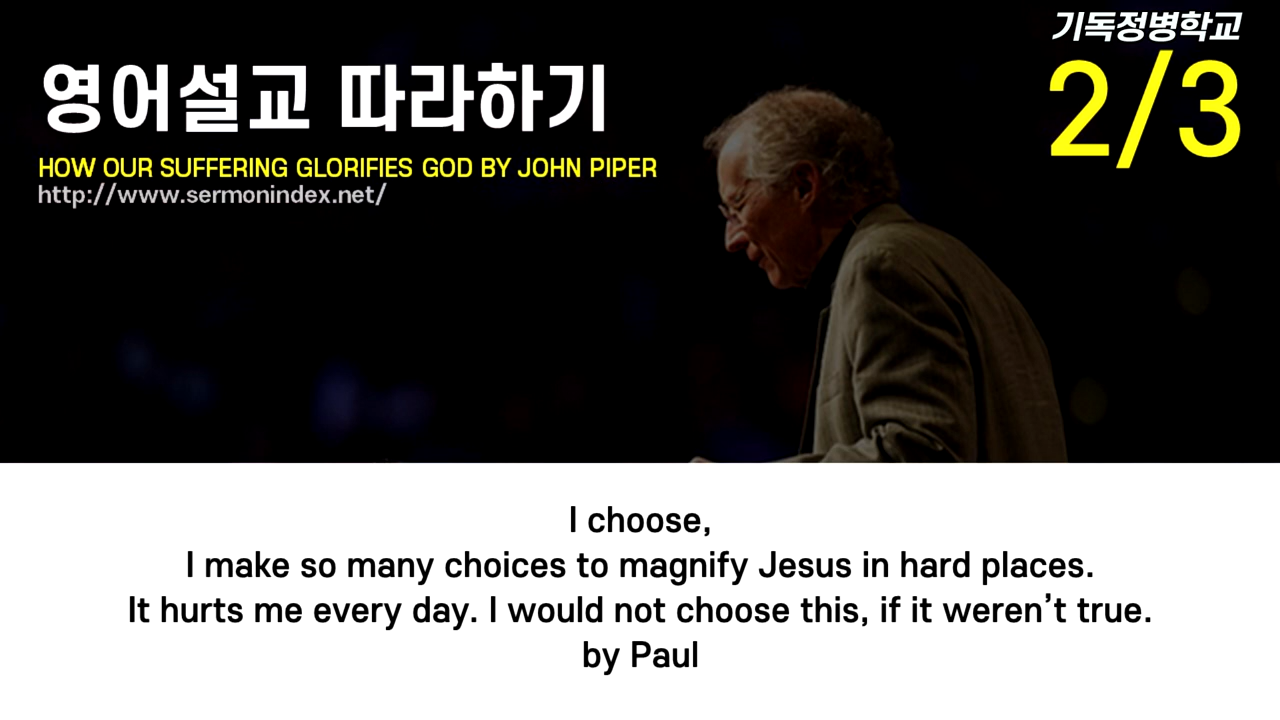 기독정병학교
2/3
영어설교 따라하기
HOW OUR SUFFERING GLORIFIES GOD BY JOHN PIPER
http://www.sermonindex.net/
I choose,
I make so many choices to magnify Jesus in hard places.
It hurts me every day. I would not choose this, if it weren’t true.
by Paul